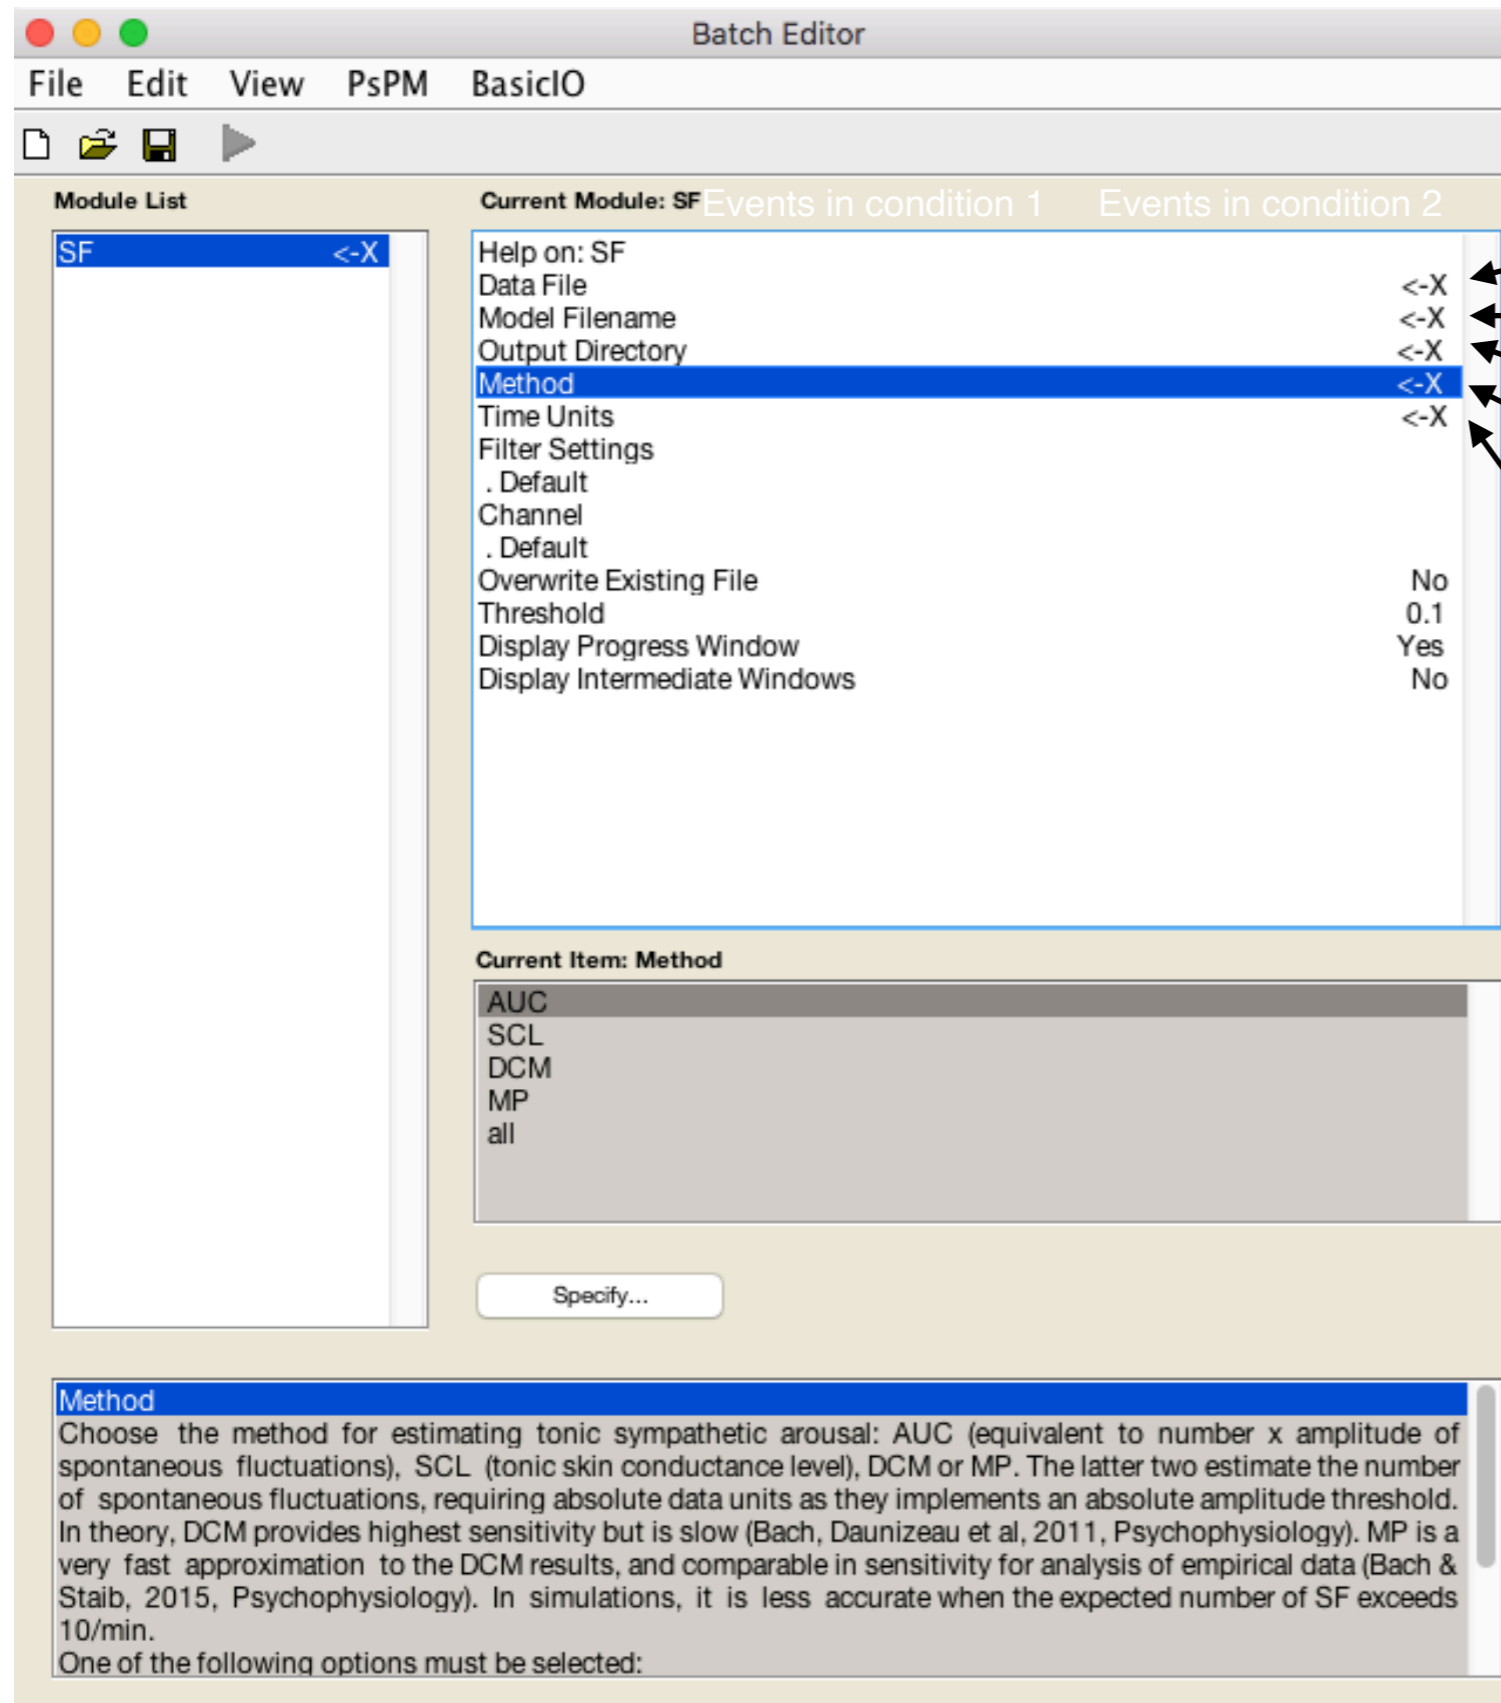 Batch Editor
File Edit View PsPM BasicIO
Module List
Current Module: SF
Events in condition 1 Events in condition 2
SF <-X
Help on: SF
Data File <-X
Model Filename <-X
Output Directory <-X
Method <-X
Time Units <-X
Filter Settings
. Default
Channel
. Default
Overwrite Existing File No
Threshold 0.1
Display Progress Window Yes
Display Intermediate Windows No
Current Item: Method
AUC
SCL
DCM
MP
all
Specify...
Method
Choose the method for estimating tonic sympathetic arousal: AUC (equivalent to number x amplitude of
spontaneous fluctuations), SCL (tonic skin conductance level), DCM or MP. The latter two estimate the number
of spontaneous fluctuations, requiring absolute data units as they implements an absolute amplitude threshold.
In theory, DCM provides highest sensitivity but is slow (Bach, Daunizeau et al, 2011, Psychophysiology). MP is a
very fast approximation to the DCM results, and comparable in sensitivity for analysis of empirical data (Bach &
Staib, 2015, Psychophysiology). In simulations, it is less accurate when the expected number of SF exceeds
10/min.
One of the following options must be selected: